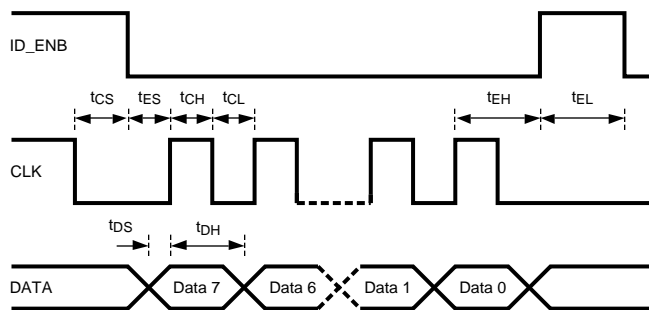 ID_ENB
tCS tES tCH tCL tEH tEL
CLK
tDS tDH
DATA Data 7 Data 6 Data 1 Data 0